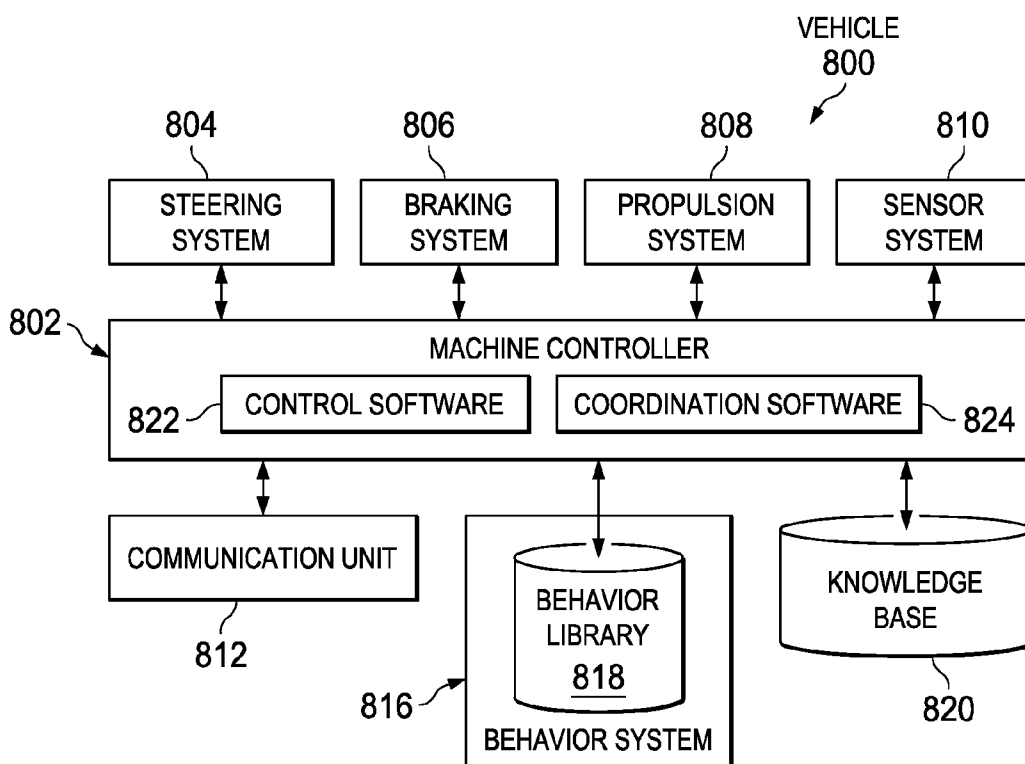 VEHICLE
800
804
806
808
810
STEERING
SYSTEM
BRAKING
SYSTEM
PROPULSION
SYSTEM
SENSOR
SYSTEM
802
MACHINE CONTROLLER
822
CONTROL SOFTWARE
COORDINATION SOFTWARE
824
COMMUNICATION UNIT
812
BEHAVIOR
LIBRARY
818
816
BEHAVIOR SYSTEM
KNOWLEDGE
BASE
820